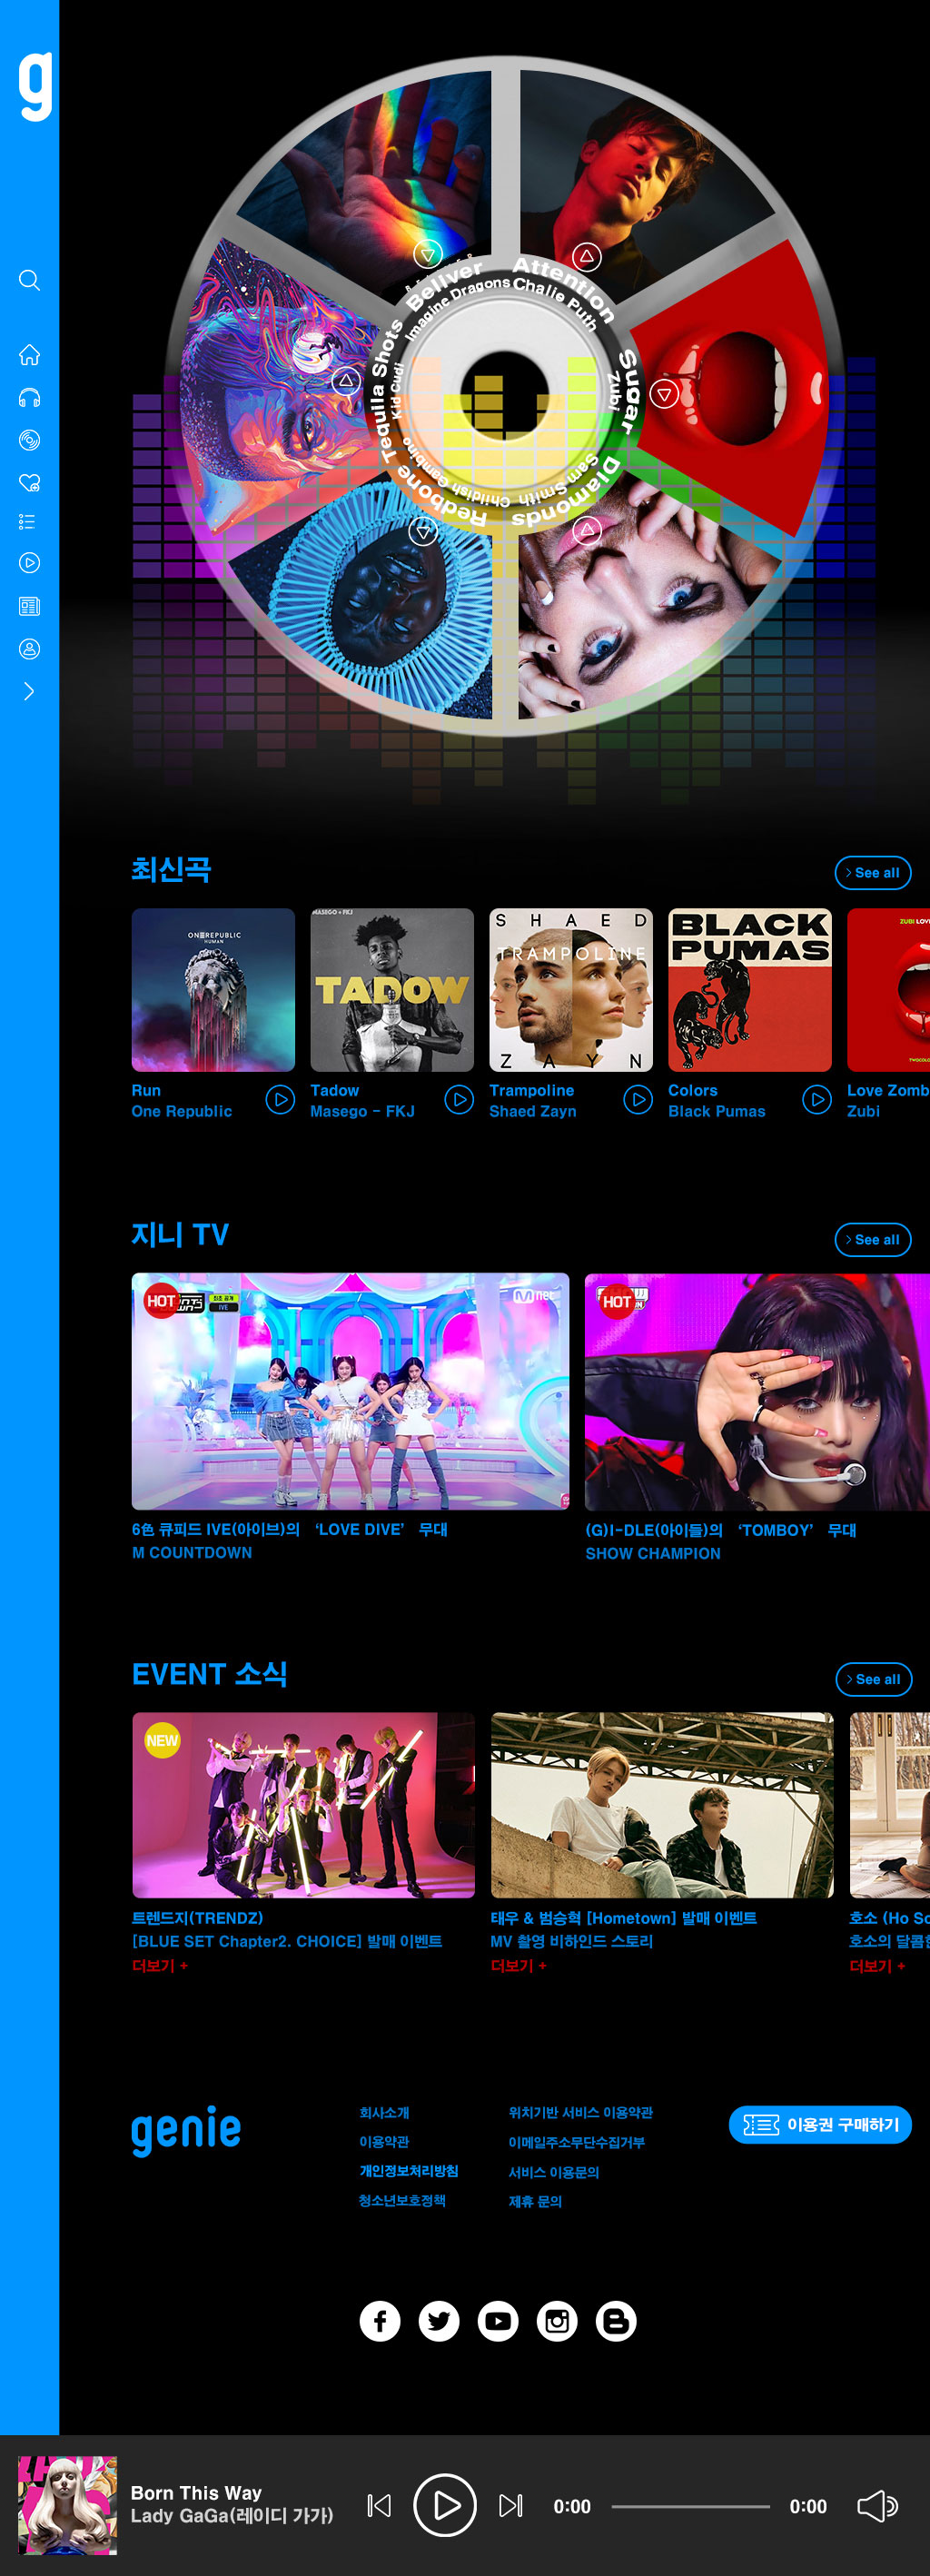 g
Beliver
Imagine Dragons
Attention
Chalie Puth
Sugar
Zubi
Diamonds
Sam Smith
Redbone
Childish Gambino
Tequila Shots
Kid Cudi
최신곡
See all
ONEREPUBLIC
HUMAN
MASEGO + FKJ
TADOW
SHAED
TRAMPOLINE
ZAYN
BLACK
PUMAS
ZUBI LOV
TWOCOLO
Run
One Republic
Tadow
Masego - FKJ
Trampoline
Shaed Zayn
Colors
Black Pumas
Love Zomb
Zubi
지니 TV
See all
HOT
최초 공개
IVE
Mnet
HOT
6色 큐피드 IVE(아이브)의 ‘LOVE DIVE’ 무대
M COUNTDOWN
(G)I-DLE(아이들)의 ‘TOMBOY’ 무대
SHOW CHAMPION
EVENT 소식
See all
NEW
트렌드지(TRENDZ)
[BLUE SET Chapter2. CHOICE] 발매 이벤트
더보기 +
태우 & 범승혁 [Hometown] 발매 이벤트
MV 촬영 비하인드 스토리
더보기 +
호소 (Ho So
호소의 달콤한
더보기 +
genie
회사소개
이용약관
개인정보처리방침
청소년보호정책
위치기반 서비스 이용약관
이메일주소무단수집거부
서비스 이용문의
제휴 문의
이용권 구매하기
Born This Way
Lady GaGa(레이디 가가)
0:00
0:00